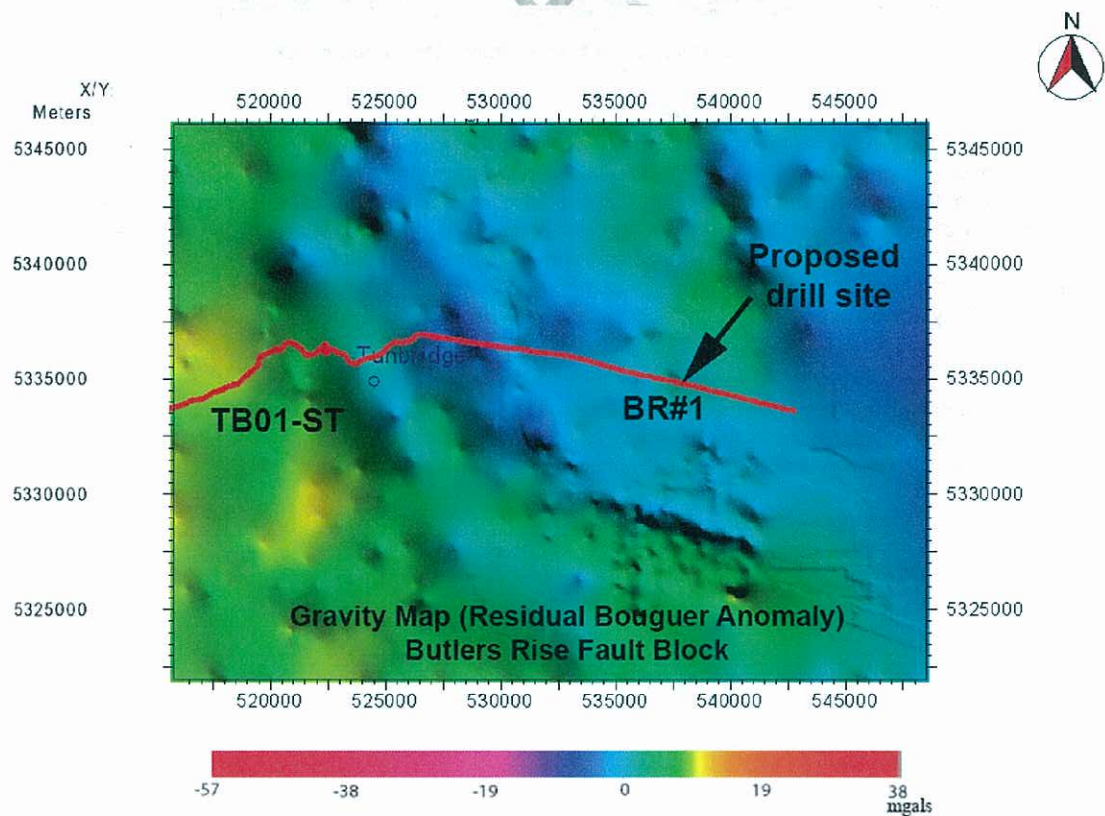 N
X/Y:
Meters
520000 525000 530000 535000 540000 545000
5345000 5345000
5340000 5340000
Proposed
drill site
Tunbridge
5335000 5335000
TB01-ST
BR#1
5330000 5330000
5325000 5325000
Gravity Map (Residual Bouguer Anomaly)
Butlers Rise Fault Block
520000 525000 530000 535000 540000 545000
-57 -38 -19 0 19 38
mgals